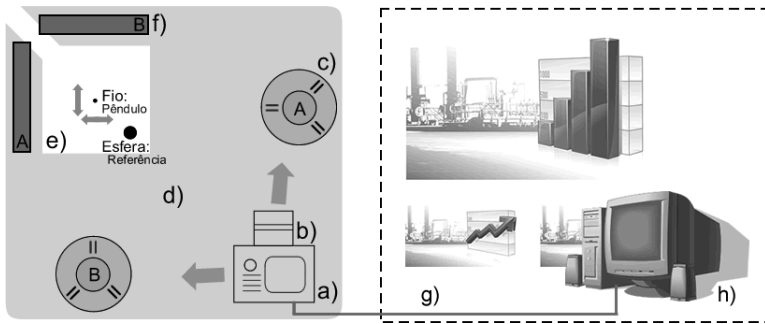 B f)
c)
A
Fio:
Pêndulo
A
e)
Esfera:
Referência
d)
B
b)
a)
g)
h)